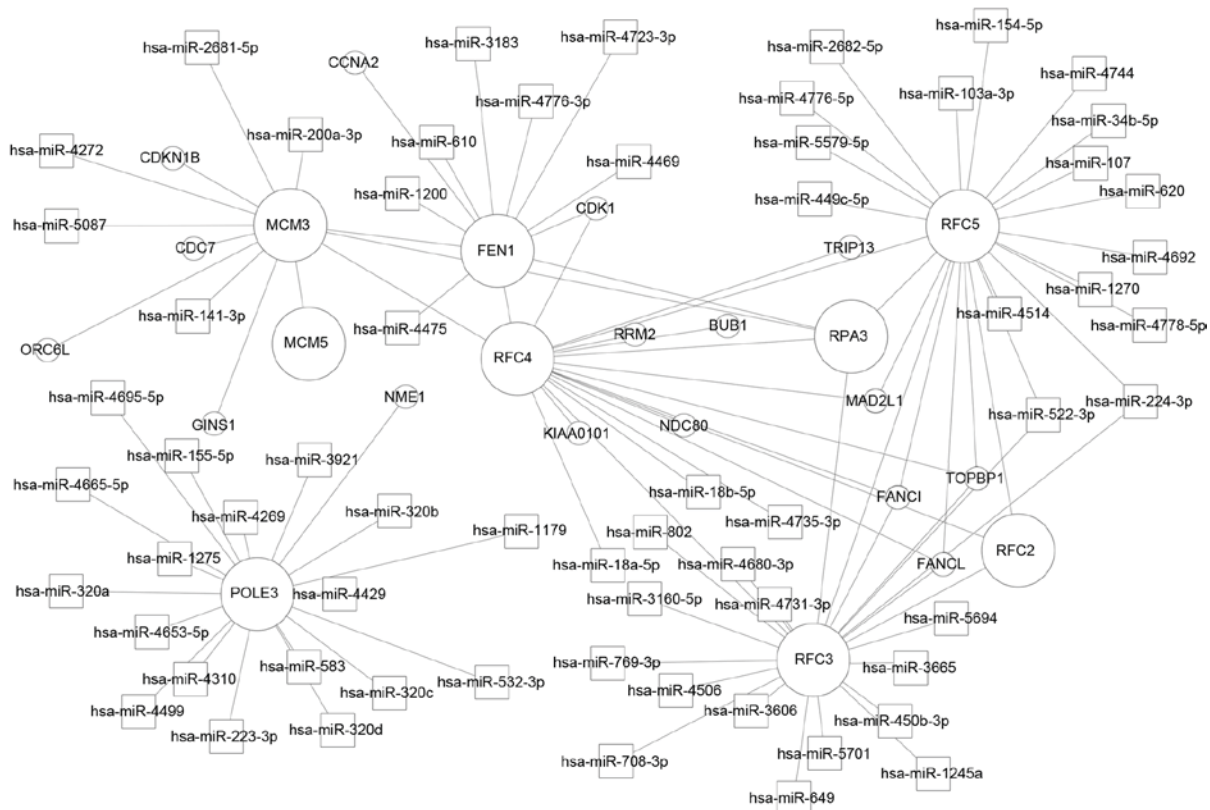 hsa-miR-154-5p
hsa-miR-4723-3p
hsa-miR-3183
hsa-miR-2682-5p
hsa-miR-2681-5p
CCNA2
hsa-miR-4744
hsa-miR-4776-3p
hsa-miR-4776-5p
hsa-miR-103a-3p
hsa-miR-34b-5p
hsa-miR-200a-3p
hsa-miR-610
hsa-miR-5579-5p
hsa-miR-107
hsa-miR-4272
CDKN1B
hsa-miR-4469
hsa-miR-1200
hsa-miR-620
hsa-miR-449c-5p
CDK1
hsa-miR-5087
MCM3
RFC5
CDC7
FEN1
TRIP13
hsa-miR-4692
hsa-miR-1270
hsa-miR-4514
hsa-miR-141-3p
hsa-miR-4475
hsa-miR-4778-5p
BUB1
RRM2
RPA3
MCM5
ORC6L
RFC4
hsa-miR-4695-5p
NME1
MAD2L1
hsa-miR-224-3p
hsa-miR-522-3p
GINS1
NDC80
KIAA0101
hsa-miR-155-5p
hsa-miR-3921
hsa-miR-4665-5p
TOPBP1
hsa-miR-18b-5p
FANCI
hsa-miR-320b
hsa-miR-4269
hsa-miR-4735-3p
hsa-miR-1179
hsa-miR-802
RFC2
hsa-miR-1275
hsa-miR-4680-3p
FANCL
hsa-miR-18a-5p
hsa-miR-320a
POLE3
hsa-miR-4429
hsa-miR-3160-5p
hsa-miR-4731-3p
hsa-miR-5694
hsa-miR-4653-5p
RFC3
hsa-miR-583
hsa-miR-769-3p
hsa-miR-3665
hsa-miR-4310
hsa-miR-532-3p
hsa-miR-4506
hsa-miR-320c
hsa-miR-3606
hsa-miR-450b-3p
hsa-miR-4499
hsa-miR-223-3p
hsa-miR-320d
hsa-miR-5701
hsa-miR-708-3p
hsa-miR-1245a
hsa-miR-649